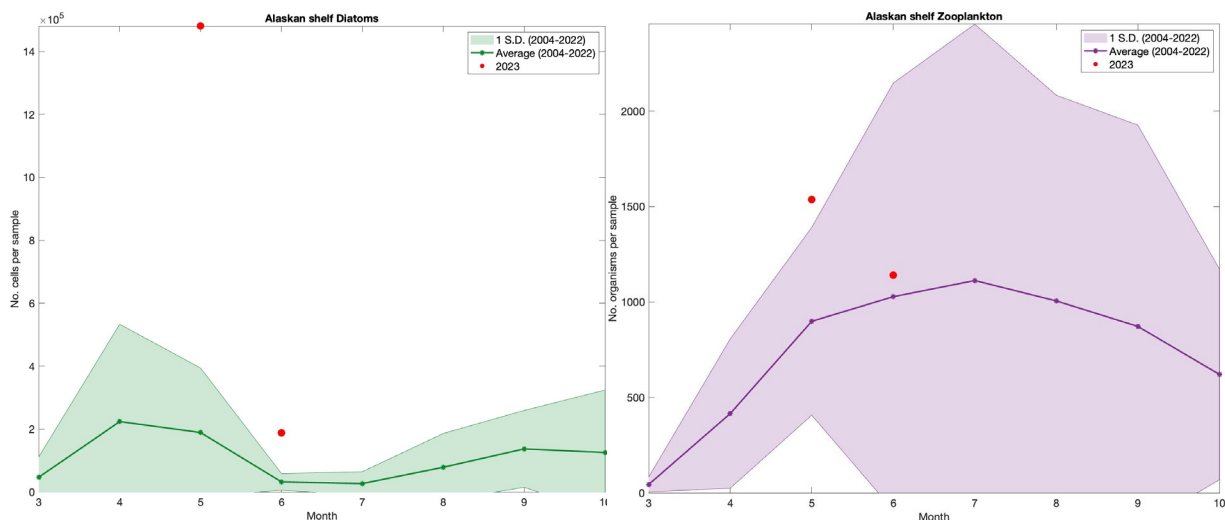 Alaskan shelf Diatoms
×10⁵
14
12
10
8
6
4
2
0
No. cells per sample
3 4 5 6 7 8 9 10
Month
1 S.D. (2004-2022)
Average (2004-2022)
2023
Alaskan shelf Zooplankton
2000
1500
1000
500
0
No. organisms per sample
3 4 5 6 7 8 9 10
Month
1 S.D. (2004-2022)
Average (2004-2022)
2023